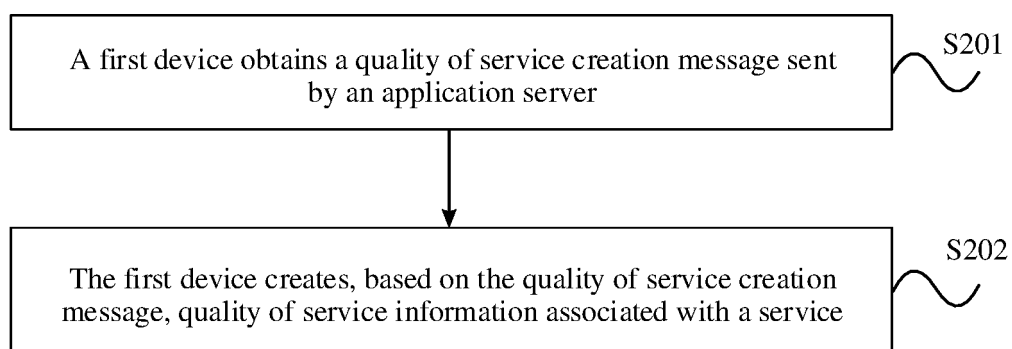 A first device obtains a quality of service creation message sent
by an application server
S201
The first device creates, based on the quality of service creation
message, quality of service information associated with a service
S202